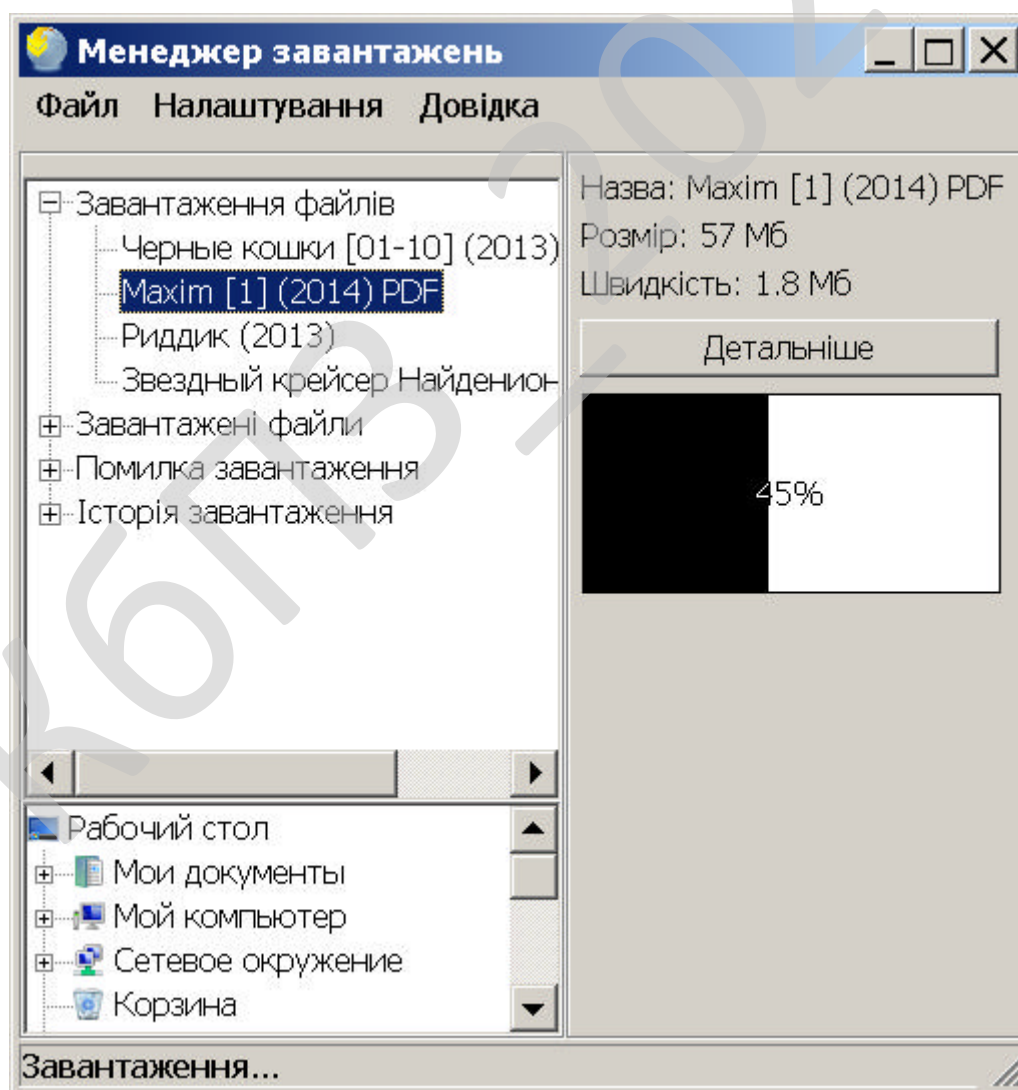 Менеджер завантажень
Файл Налаштування Довідка
Завантаження файлів
Черные кошки [01-10] (2013)
Maxim [1] (2014) PDF
Риддик (2013)
Звездный крейсер Найденион
Завантажені файли
Помилка завантаження
Історія завантаження
Рабочий стол
Мои документы
Мой компьютер
Сетевое окружение
Корзина
Назва: Maxim [1] (2014) PDF
Розмір: 57 Мб
Швидкість: 1.8 Мб
Детальніше
45%
Завантаження...